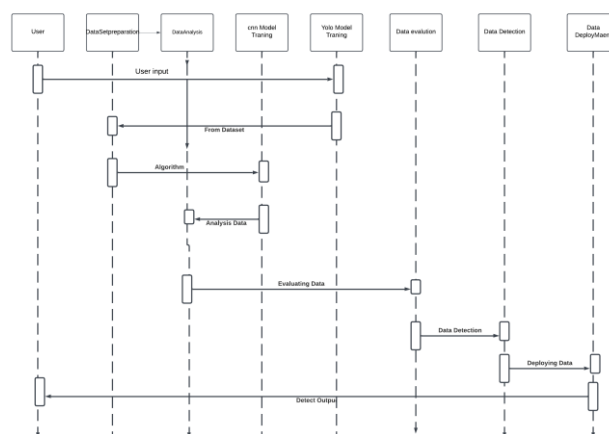 User
DataSetpreparation
DataAnalysis
cnn Model
Traning
Yolo Model
Traning
Data evalution
Data Detection
Data
DeployMaent
User input
From Dataset
Algorithm
Analysis Data
Evaluating Data
Data Detection
Deploying Data
Detect Output